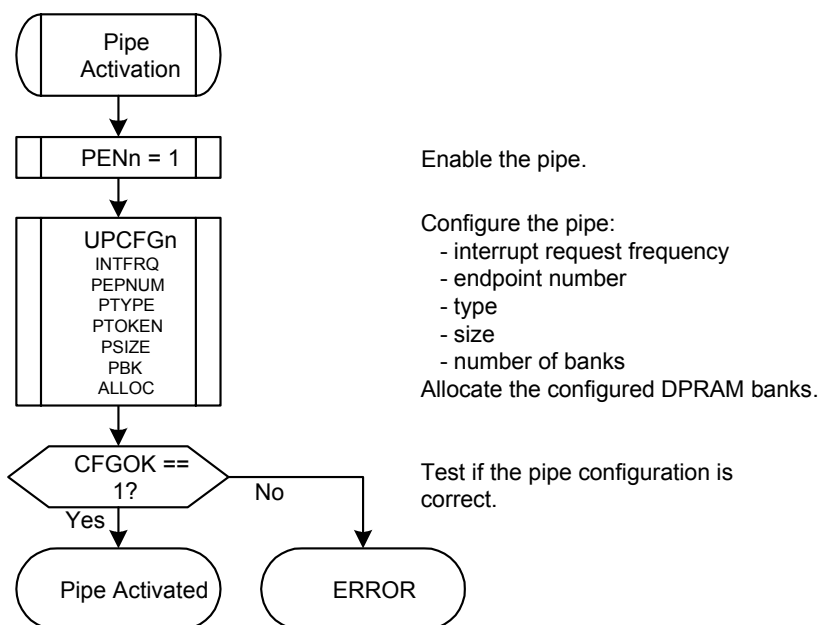 Pipe
Activation
PENn = 1
Enable the pipe.
UPCFGn
INTFRQ
PEPNUM
PTYPE
PTOKEN
PSIZE
PBK
ALLOC
Configure the pipe:
- interrupt request frequency
- endpoint number
- type
- size
- number of banks
Allocate the configured DPRAM banks.
CFGOK ==
1?
Test if the pipe configuration is
correct.
No
Yes
Pipe Activated
ERROR